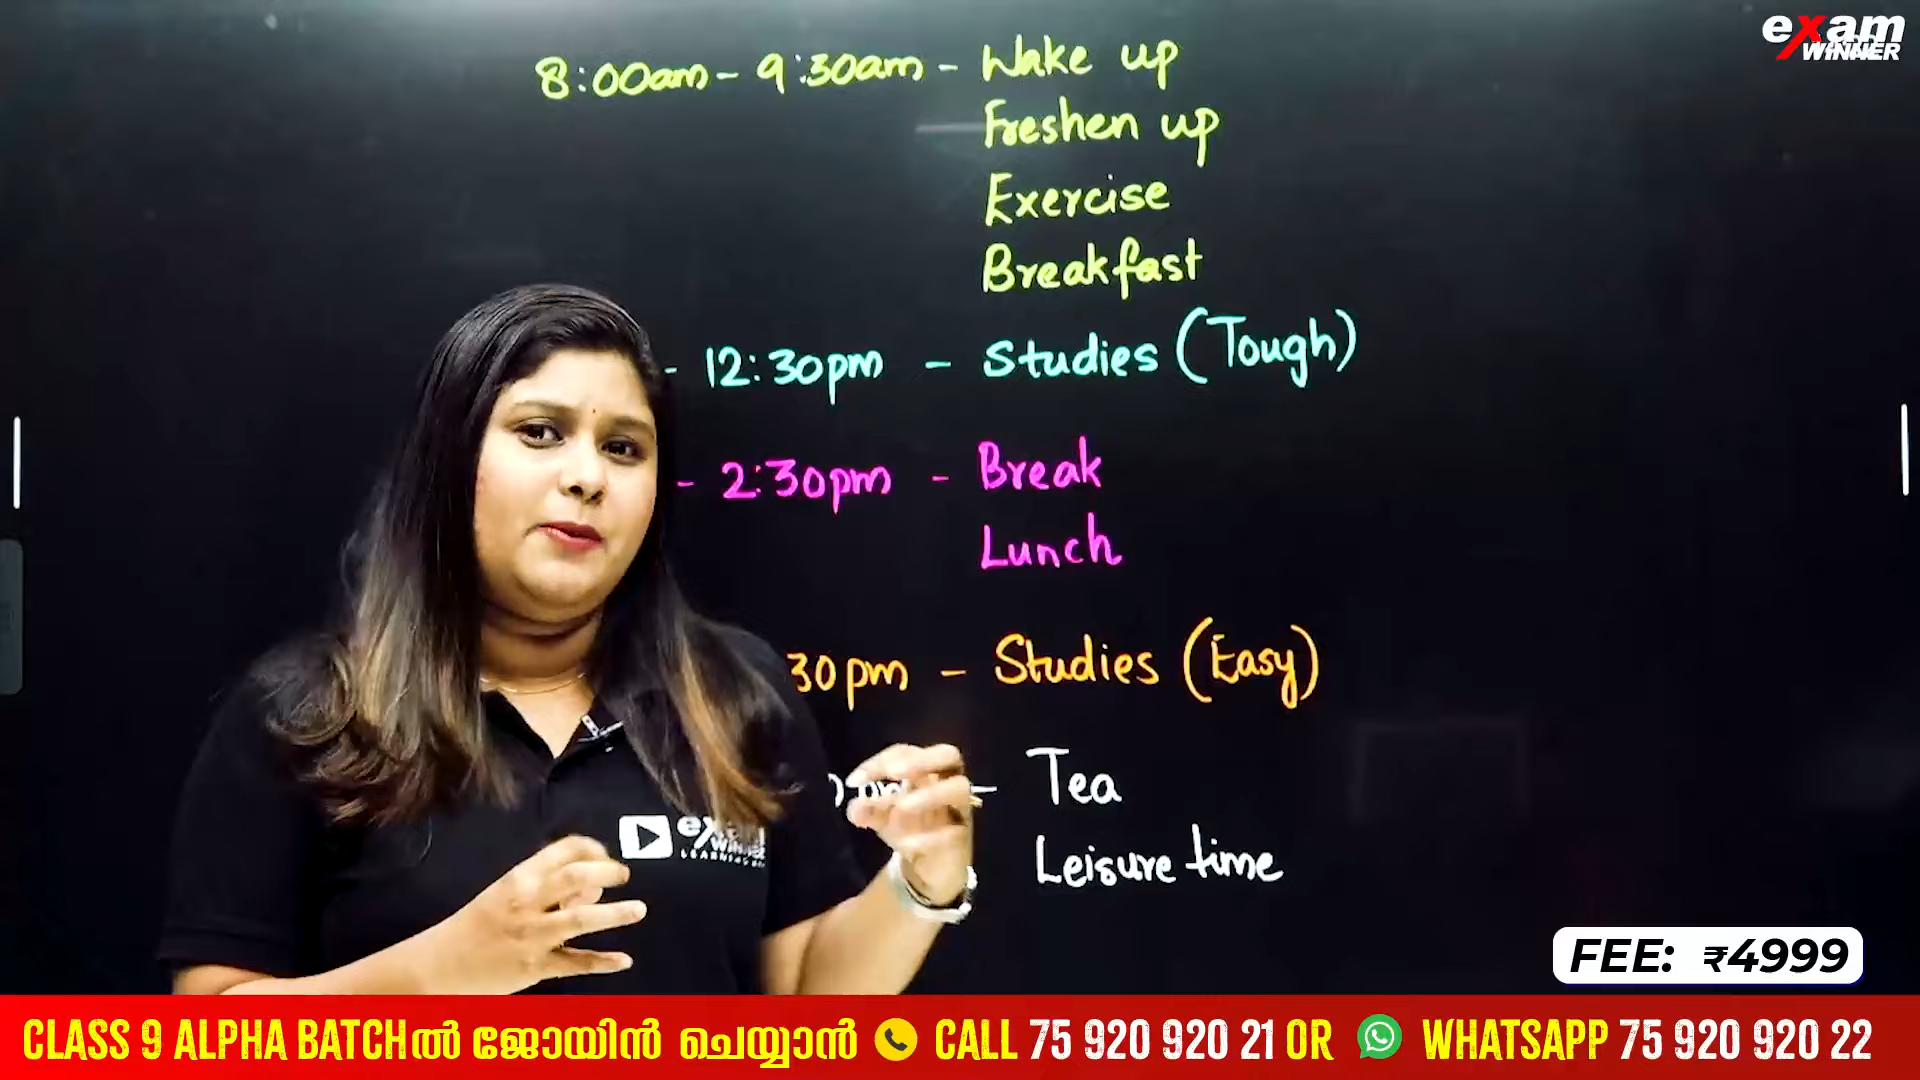 exam
WINNER
8:00am - 9:30am - Wake up
Freshen up
Exercise
Breakfast
- 12:30pm - Studies (Tough)
- 2:30pm - Break
Lunch
30pm - Studies (Easy)
- Tea
Leisure time
FEE: ₹4999
CLASS 9 ALPHA BATCHൽ ജോയിൻ ചെയ്യാൻ CALL 75 920 920 21 OR WHATSAPP 75 920 920 22